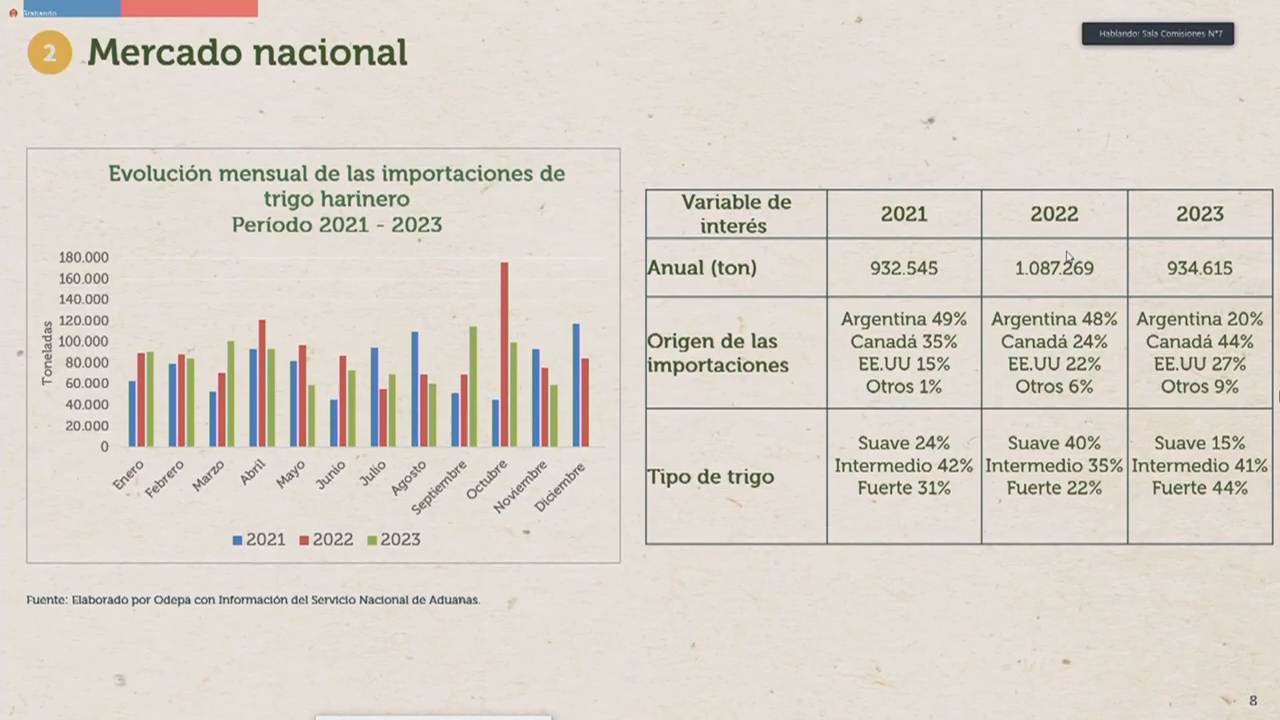 Grabando
Hablando: Sala Comisiones N°7
2 Mercado nacional
Evolución mensual de las importaciones de
trigo harinero
Período 2021 - 2023
Toneladas
180.000
160.000
140.000
120.000
100.000
80.000
60.000
40.000
20.000
0
Enero
Febrero
Marzo
Abril
Mayo
Junio
Julio
Agosto
Septiembre
Octubre
Noviembre
Diciembre
2021 2022 2023
Fuente: Elaborado por Odepa con Información del Servicio Nacional de Aduanas.
Variable de
interés
2021 2022 2023
Anual (ton) 932.545 1.087.269 934.615
Origen de las
importaciones
Argentina 49%
Canadá 35%
EE.UU 15%
Otros 1%
Argentina 48%
Canadá 24%
EE.UU 22%
Otros 6%
Argentina 20%
Canadá 44%
EE.UU 27%
Otros 9%
Tipo de trigo
Suave 24%
Intermedio 42%
Fuerte 31%
Suave 40%
Intermedio 35%
Fuerte 22%
Suave 15%
Intermedio 41%
Fuerte 44%
8